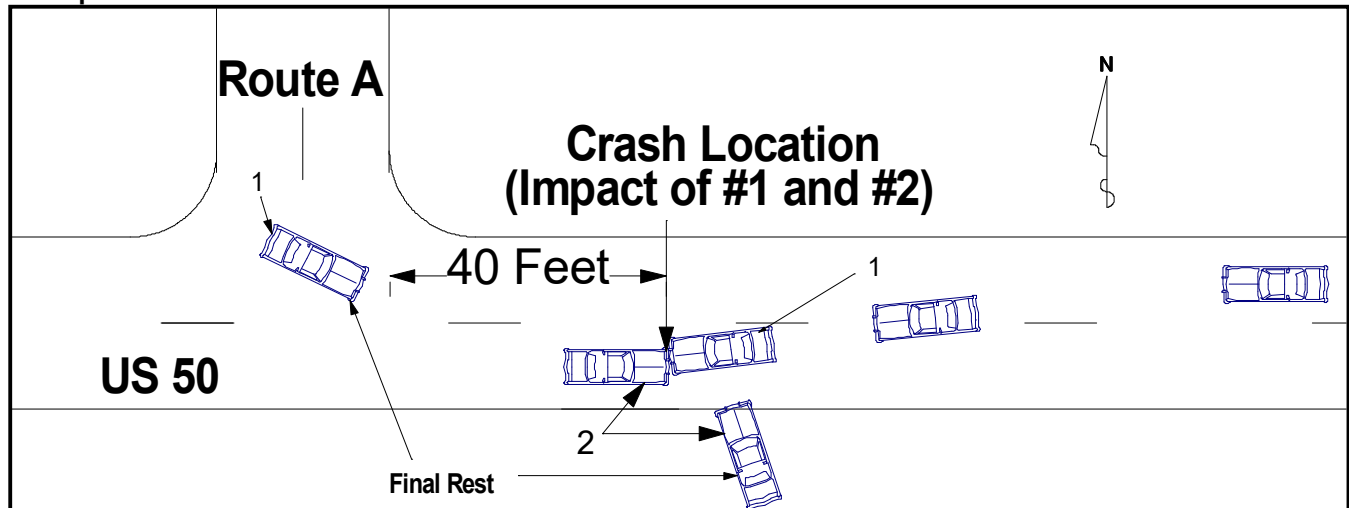 N
Route A
Crash Location
(Impact of #1 and #2)
1
40 Feet
1
US 50
2
Final Rest